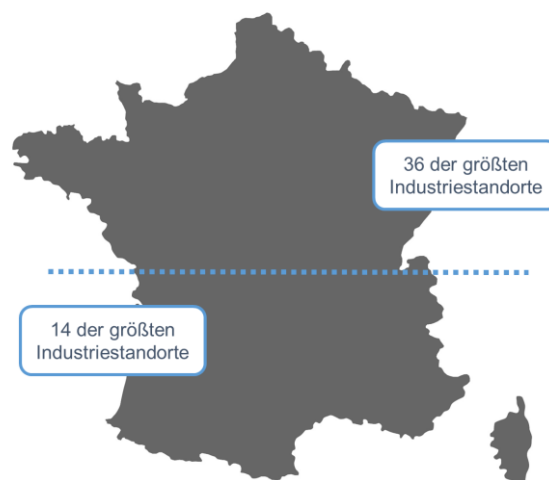 36 der größten
Industriestandorte
14 der größten
Industriestandorte